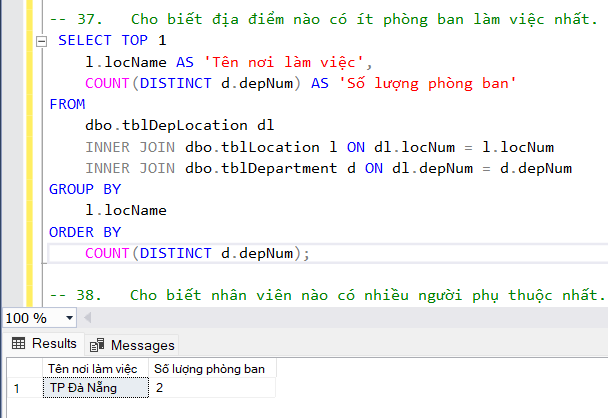 -- 37.   Cho biết địa điểm nào có ít phòng ban làm việc nhất.
SELECT TOP 1
l.locName AS 'Tên nơi làm việc',
COUNT(DISTINCT d.depNum) AS 'Số lượng phòng ban'
FROM
dbo.tblDepLocation dl
INNER JOIN dbo.tblLocation l ON dl.locNum = l.locNum
INNER JOIN dbo.tblDepartment d ON dl.depNum = d.depNum
GROUP BY
l.locName
ORDER BY
COUNT(DISTINCT d.depNum);
-- 38.   Cho biết nhân viên nào có nhiều người phụ thuộc nhất.
100 %
Results Messages
Tên nơi làm việc Số lượng phòng ban
1 TP Đà Nẵng 2